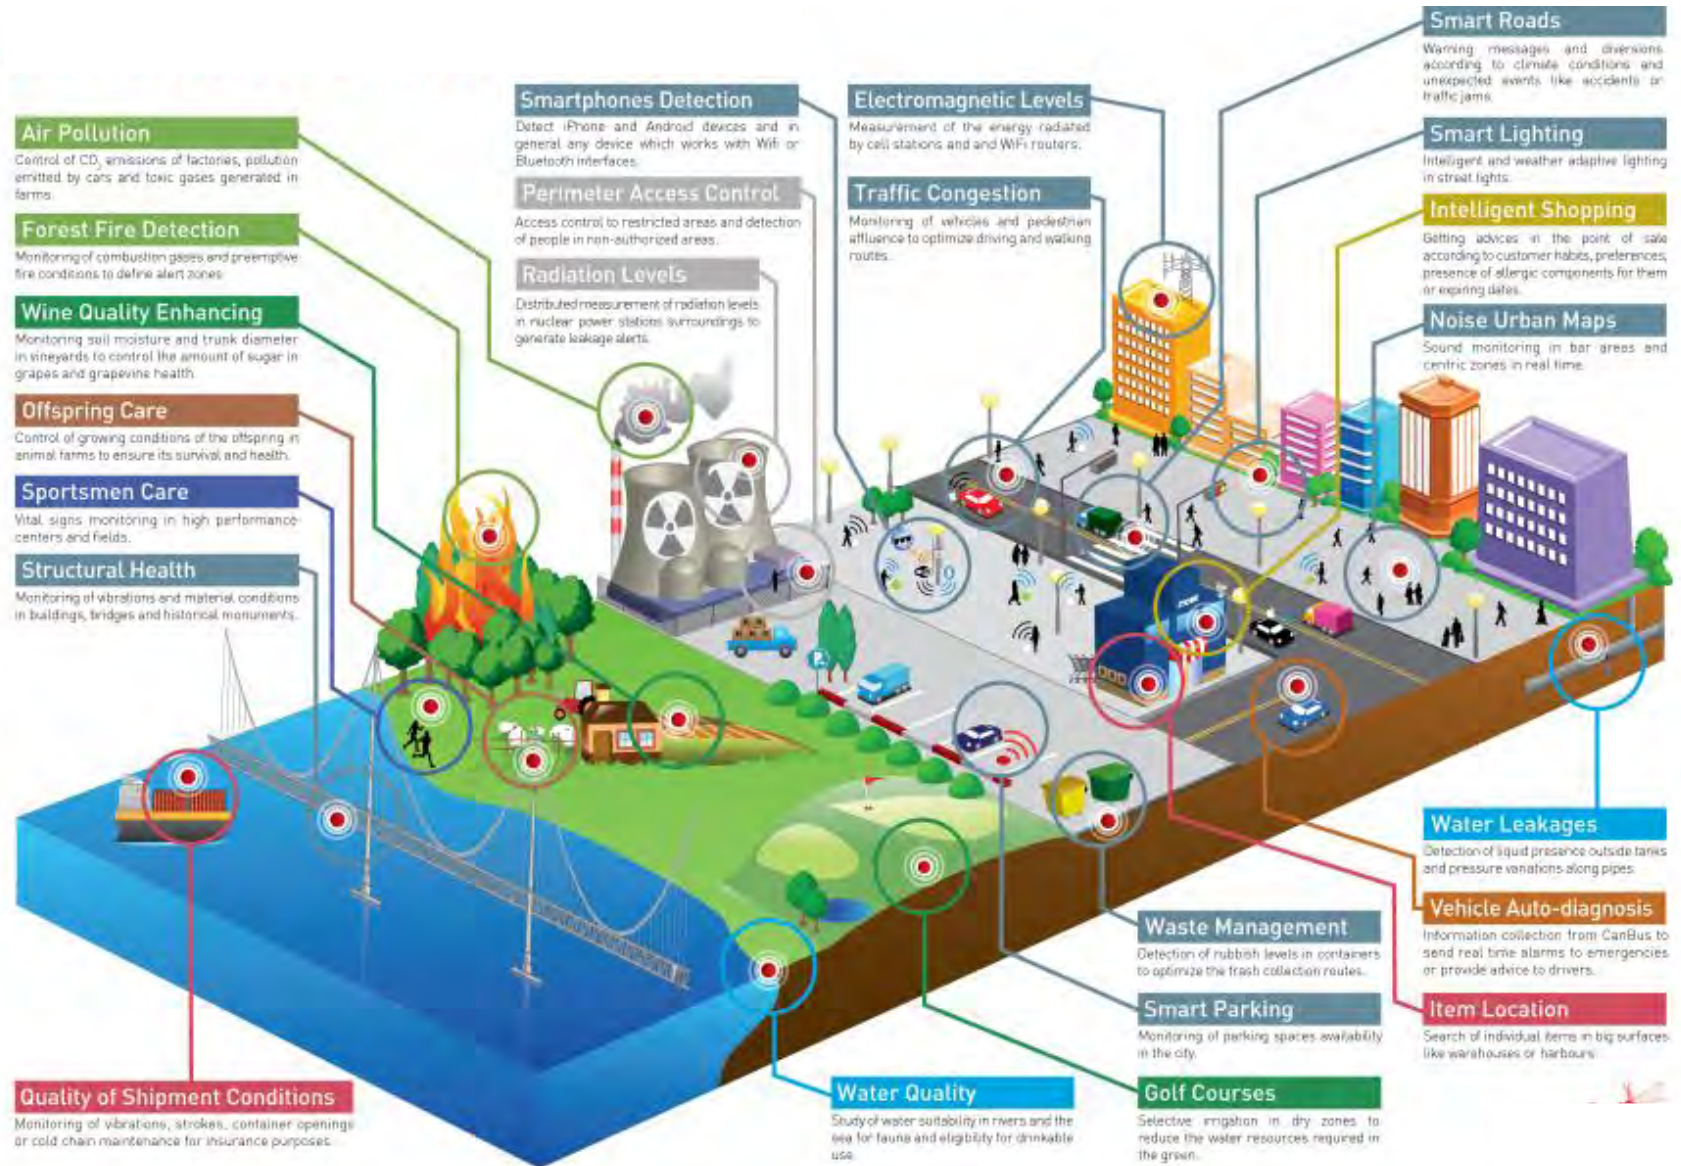 Smart Roads
Warning messages and diversions
according to climate conditions and
unexpected events like accidents or
traffic jams.
Smartphones Detection
Detect iPhone and Android devices and in
general any device which works with Wifi or
Bluetooth interfaces.
Electromagnetic Levels
Measurement of the energy radiated
by cell stations and and WiFi routers.
Air Pollution
Control of CO₂ emissions of factories, pollution
emitted by cars and toxic gases generated in
farms.
Smart Lighting
Intelligent and weather adaptive lighting
in street lights.
Perimeter Access Control
Access control to restricted areas and detection
of people in non-authorized areas.
Traffic Congestion
Monitoring of vehicles and pedestrian
affluence to optimize driving and walking
routes.
Intelligent Shopping
Getting advices in the point of sale
according to customer habits, preferences,
presence of allergic components for them
or expiring dates.
Forest Fire Detection
Monitoring of combustion gases and preemptive
fire conditions to define alert zones.
Radiation Levels
Distributed measurement of radiation levels
in nuclear power stations surroundings to
generate leakage alerts.
Wine Quality Enhancing
Monitoring soil moisture and trunk diameter
in vineyards to control the amount of sugar in
grapes and grapevine health.
Noise Urban Maps
Sound monitoring in bar areas and
centric zones in real time.
Offspring Care
Control of growing conditions of the offspring in
animal farms to ensure its survival and health.
Sportsmen Care
Vital signs monitoring in high performance
centers and fields.
Structural Health
Monitoring of vibrations and material conditions
in buildings, bridges and historical monuments.
P
Water Leakages
Detection of liquid presence outside tanks
and pressure variations along pipes.
Vehicle Auto-diagnosis
Information collection from CanBus to
send real time alarms to emergencies
or provide advice to drivers.
Waste Management
Detection of rubbish levels in containers
to optimize the trash collection routes.
Smart Parking
Monitoring of parking spaces availability
in the city.
Item Location
Search of individual items in big surfaces
like warehouses or harbours.
Quality of Shipment Conditions
Monitoring of vibrations, strokes, container openings
or cold chain maintenance for insurance purposes.
Water Quality
Study of water suitability in rivers and the
sea for fauna and eligibility for drinkable
use.
Golf Courses
Selective irrigation in dry zones to
reduce the water resources required in
the green.